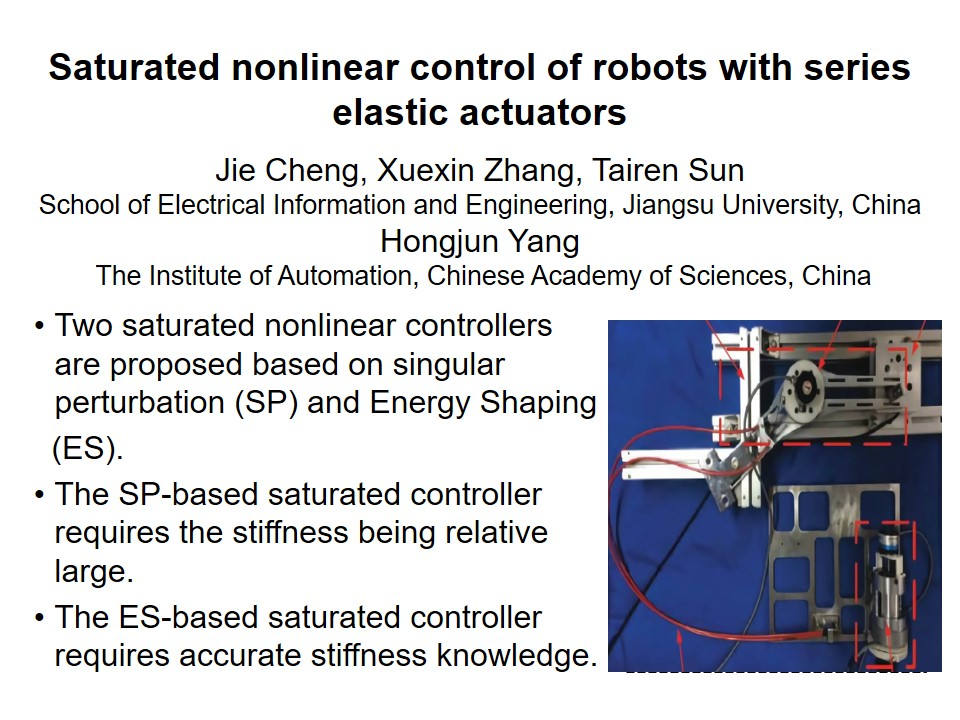 Saturated nonlinear control of robots with series
elastic actuators
Jie Cheng, Xuexin Zhang, Tairen Sun
School of Electrical Information and Engineering, Jiangsu University, China
Hongjun Yang
The Institute of Automation, Chinese Academy of Sciences, China
• Two saturated nonlinear controllers
are proposed based on singular
perturbation (SP) and Energy Shaping
(ES).
• The SP-based saturated controller
requires the stiffness being relative
large.
• The ES-based saturated controller
requires accurate stiffness knowledge.